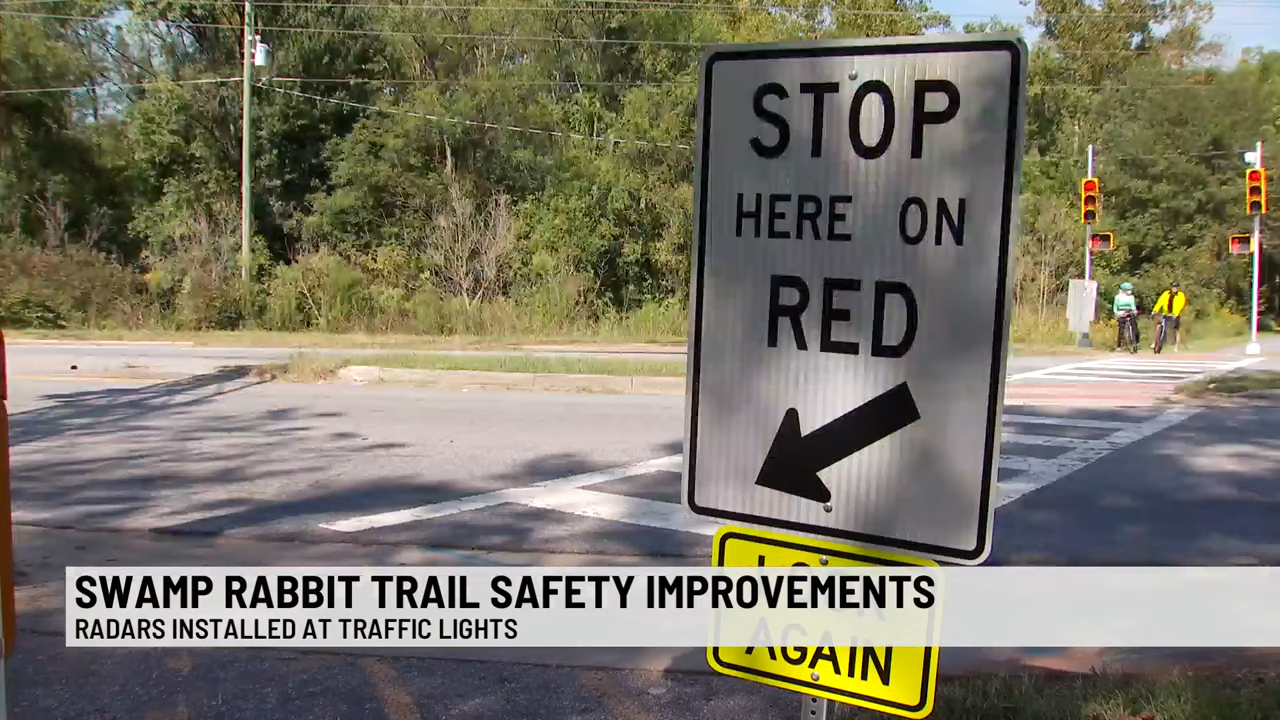 STOP
HERE ON
RED
SWAMP RABBIT TRAIL SAFETY IMPROVEMENTS
RADARS INSTALLED AT TRAFFIC LIGHTS
AGAIN